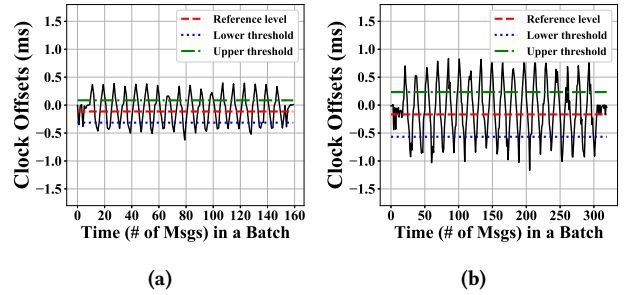 Clock Offsets (ms)
1.5
1.0
0.5
0.0
−0.5
−1.0
−1.5
Reference level
Lower threshold
Upper threshold
0 20 40 60 80 100 120 140 160
Time (# of Msgs) in a Batch
(a)
Clock Offsets (ms)
1.5
1.0
0.5
0.0
−0.5
−1.0
−1.5
Reference level
Lower threshold
Upper threshold
0 50 100 150 200 250 300
Time (# of Msgs) in a Batch
(b)